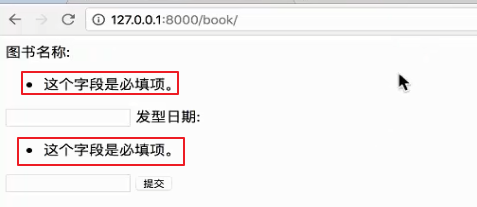 127.0.0.1:8000/book/
图书名称:
这个字段是必填项。
发型日期:
这个字段是必填项。
提交